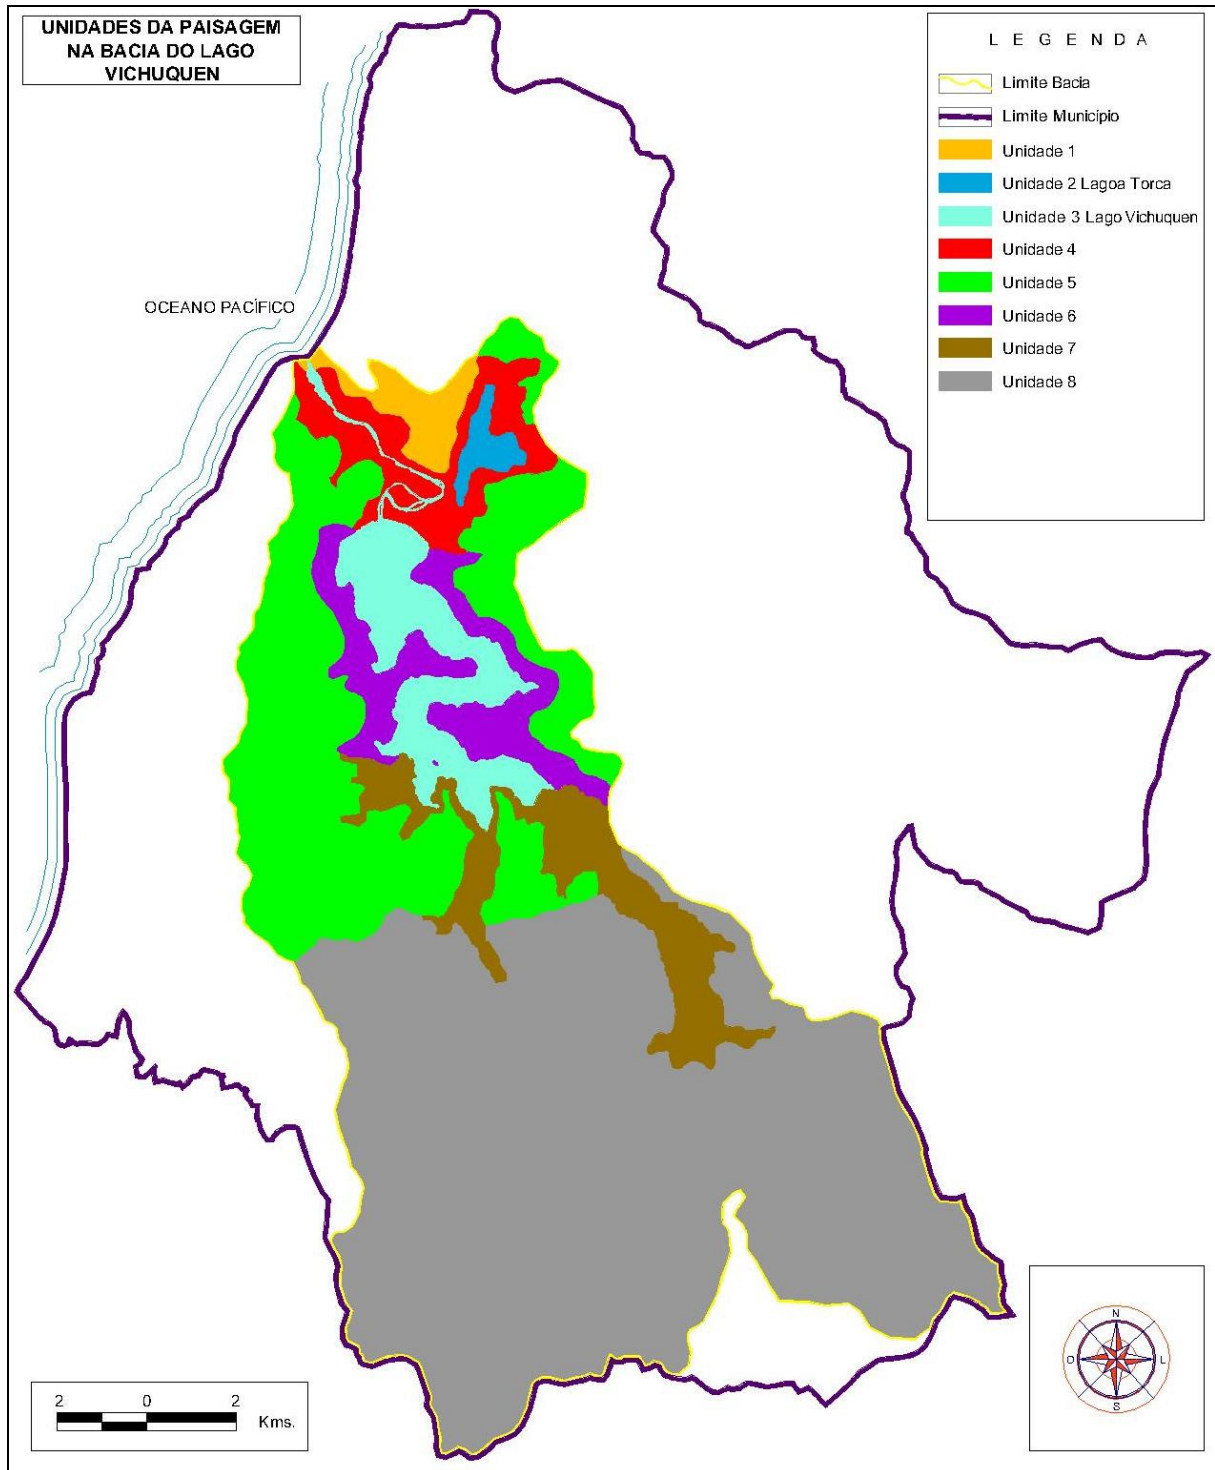 UNIDADES DA PAISAGEM
NA BACIA DO LAGO
VICHUQUEN
L E G E N D A
Limite Bacia
Limite Município
Unidade 1
Unidade 2 Lagoa Torca
Unidade 3 Lago Vichuquen
Unidade 4
Unidade 5
Unidade 6
Unidade 7
Unidade 8
OCEANO PACÍFICO
N
O L
S
2 0 2
Kms.